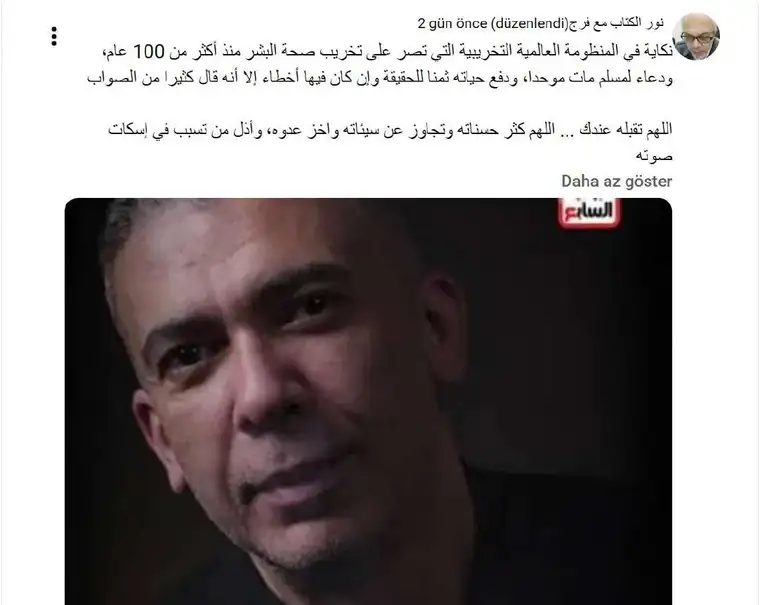 نور الكتاب مع فرج(düzenlendi) 2 gün önce
نكاية في المنظومة العالمية التخريبية التي تصر على تخريب صحة البشر منذ أكثر من 100 عام،
ودعاء لمسلم مات موحدا، ودفع حياته ثمنا للحقيقة وإن كان فيها أخطاء إلا أنه قال كثيرا من الصواب
اللهم تقبله عندك ... اللهم كثر حسناته وتجاوز عن سيئاته واخز عدوه، وأذل من تسبب في إسكات
صوته
Daha az göster
السابع